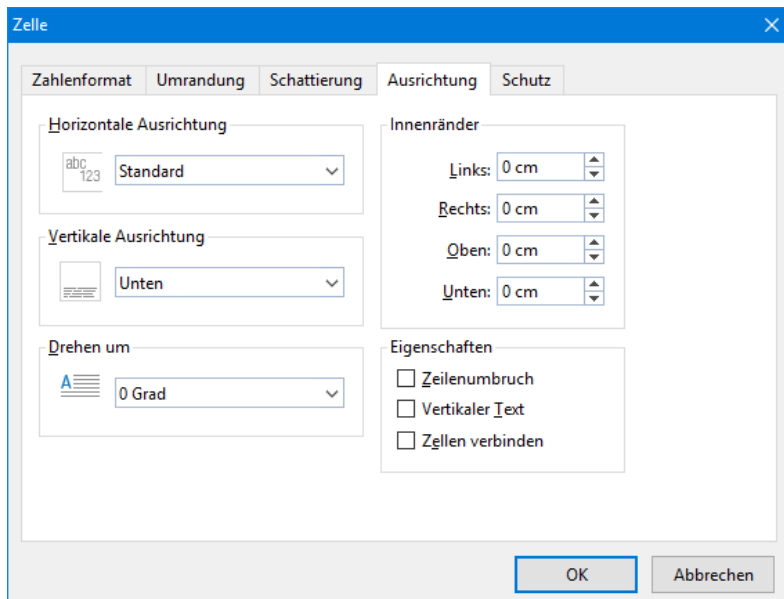 Zelle
Zahlenformat Umrandung Schattierung Ausrichtung Schutz
Horizontale Ausrichtung
abc
123
Standard
Vertikale Ausrichtung
Unten
Drehen um
A
0 Grad
Innenränder
Links: 0 cm
Rechts: 0 cm
Oben: 0 cm
Unten: 0 cm
Eigenschaften
Zeilenumbruch
Vertikaler Text
Zellen verbinden
OK Abbrechen